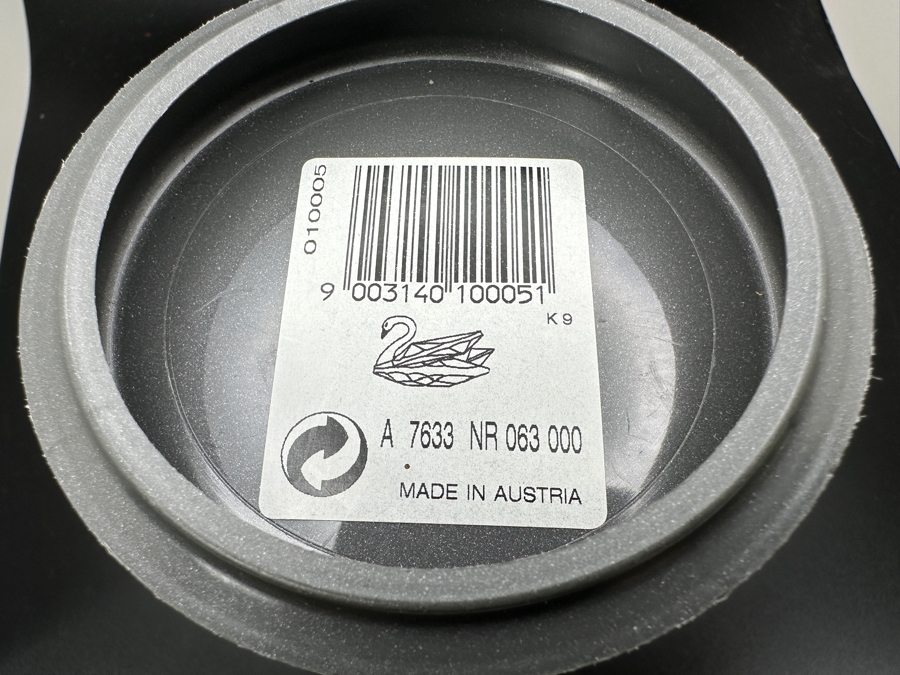 010005
9 003140 100051
K9
A 7633 NR 063 000
MADE IN AUSTRIA